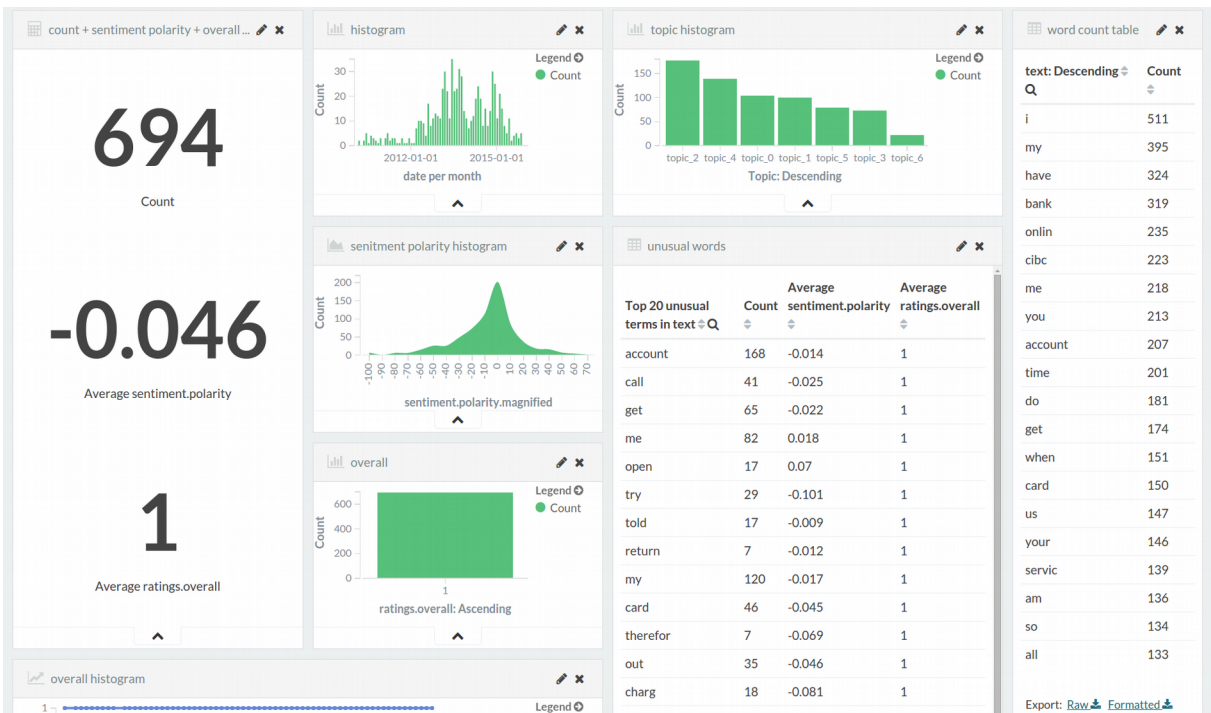 count + sentiment polarity + overall ...
694
Count
-0.046
Average sentiment.polarity
1
Average ratings.overall
histogram
Legend
Count
Count
30
20
10
0
2012-01-01 2015-01-01
date per month
senitment polarity histogram
Count
200
150
100
50
0
-100 -90 -80 -70 -60 -50 -40 -30 -20 -10 0 10 20 30 40 50 60 70
sentiment.polarity.magnified
overall
Legend
Count
Count
600
400
200
0
1
ratings.overall: Ascending
overall histogram
Legend
1
topic histogram
Legend
Count
Count
150
100
50
0
topic_2 topic_4 topic_0 topic_1 topic_5 topic_3 topic_6
Topic: Descending
unusual words
Top 20 unusual terms in text Count Average sentiment.polarity Average ratings.overall
account 168 -0.014 1
call 41 -0.025 1
get 65 -0.022 1
me 82 0.018 1
open 17 0.07 1
try 29 -0.101 1
told 17 -0.009 1
return 7 -0.012 1
my 120 -0.017 1
card 46 -0.045 1
therefor 7 -0.069 1
out 35 -0.046 1
charg 18 -0.081 1
word count table
text: Descending Count
i 511
my 395
have 324
bank 319
onlin 235
cibc 223
me 218
you 213
account 207
time 201
do 181
get 174
when 151
card 150
us 147
your 146
servic 139
am 136
so 134
all 133
Export: Raw Formatted